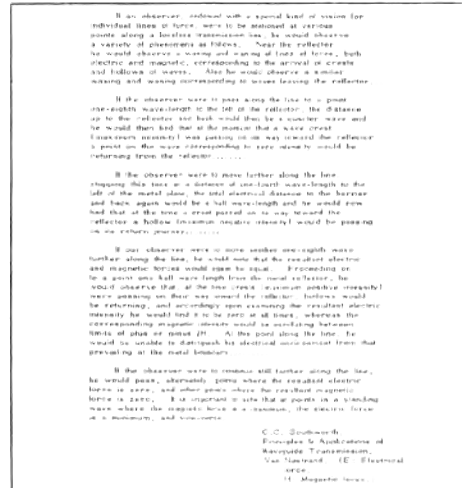 If an observer, endowed with a special kind of vision for
individual lines of force, were to be stationed at various
points along a lossless transmission line, he would observe
a variety of phenomena as follows. Near the reflector
he would observe a waxing and waning of lines of force, both
electric and magnetic, corresponding to the arrival of crests
and hollows of waves. Also he would observe a similar
waxing and waning corresponding to waves leaving the reflector.
If the observer were to pass along the line to a point
one-eighth wave-length to the left of the reflector, the distance
up to the reflector and back would then be a quarter wave and
he would then find that at the moment that a wave crest
(maximum positive intensity) was passing on its way toward the reflector
a point on the wave corresponding to zero intensity would be
returning from the reflector......
If the observer were to move further along the line
stopping this time at a distance of one-fourth wave-length to the
left of the metal plate, the total electrical distance to the barrier
and back again would be a half wave-length and he would now
find that at the time a crest passed on its way toward the
reflector a hollow (maximum negative intensity) would be passing
on its return
If our observer were to move another one-eighth wave
further along the line, he would note that the resultant electric
and magnetic forces would again be equal. Proceeding on
to a point one half wave length from the metal reflector, he
would observe that, at the time crests (maximum positive intensity)
were passing on their way toward the reflector, hollows would
be returning, and accordingly upon examining the resultant electric
intensity he would find it to be zero at all times, whereas the
corresponding magnetic intensity would be oscillating between
limits of plus or minus 2H. At this point along the line, he
would be unable to distinguish his electrical environment from that
prevailing at the metal boundary.
If the observer were to continue still further along the line,
he would pass, alternately, points where the resultant electric
force is zero, and other points where the resultant magnetic
force is zero. It is important to note that at points in a standing
wave where the magnetic force is a maximum, the electric force
is a minimum, and vice-versa.
G.C. Southworth
Principles & Applications of
Waveguide Transmission,
Van Nostrand. (E. Electrical
force
H. Magnetic force